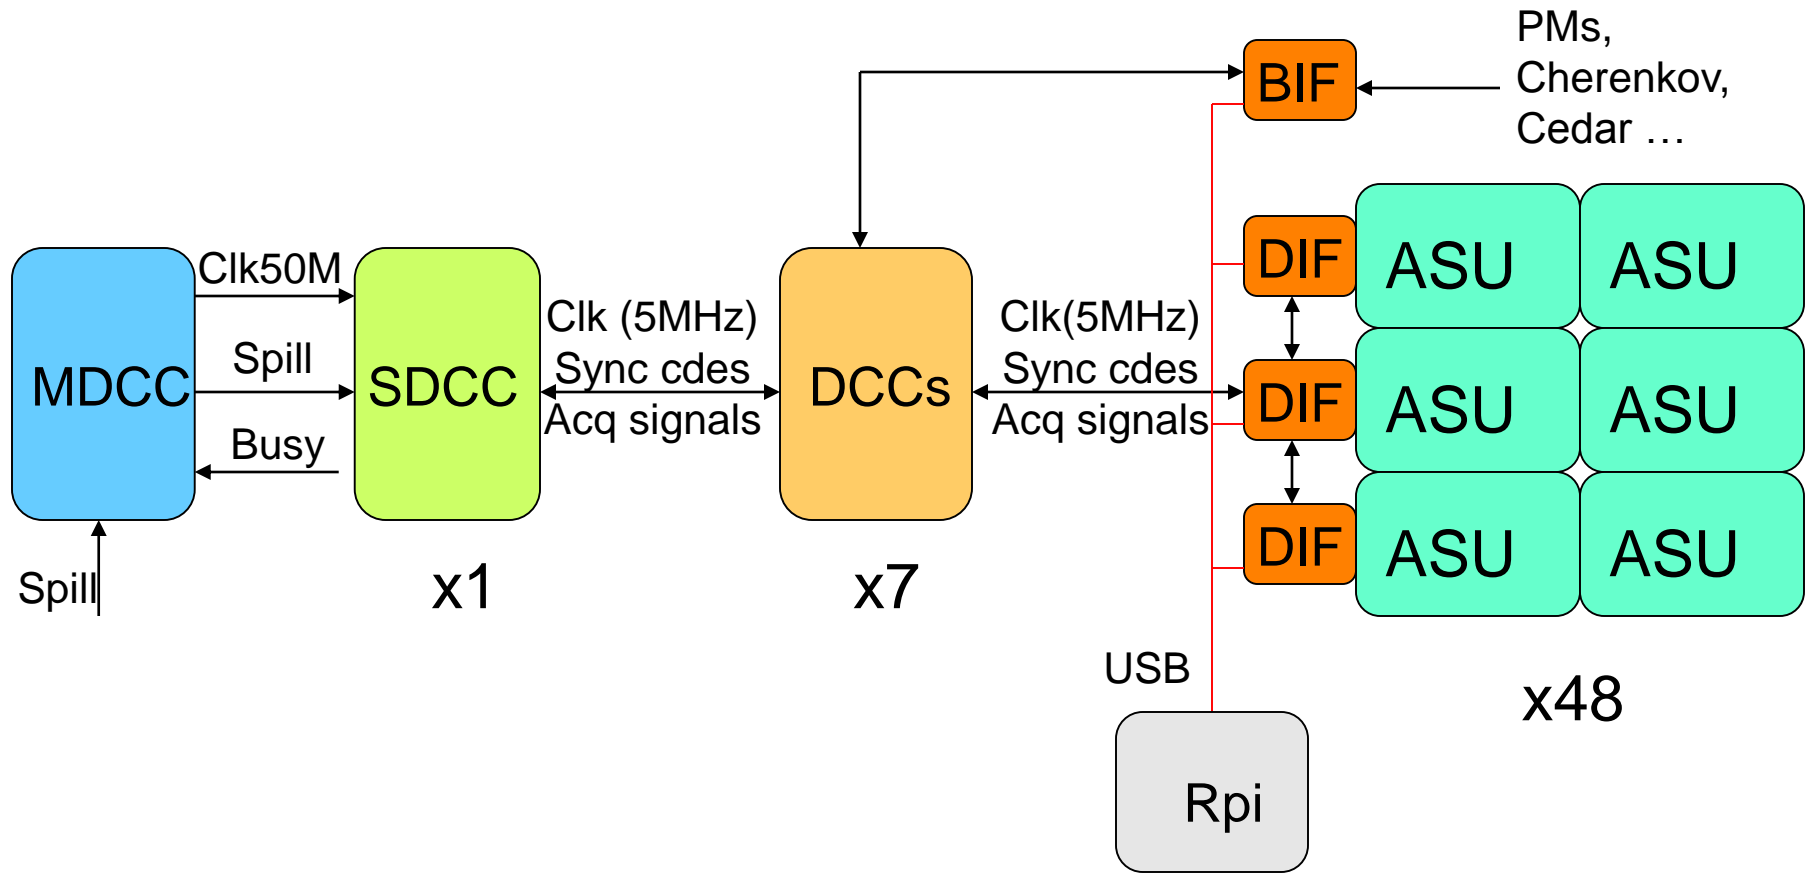 PMs,
Cherenkov,
Cedar …
BIF
MDCC
Clk50M
Spill
Busy
Spill
SDCC
x1
Clk (5MHz)
Sync cdes
Acq signals
DCCs
x7
Clk(5MHz)
Sync cdes
Acq signals
DIF
ASU
ASU
DIF
ASU
ASU
DIF
ASU
ASU
x48
USB
Rpi